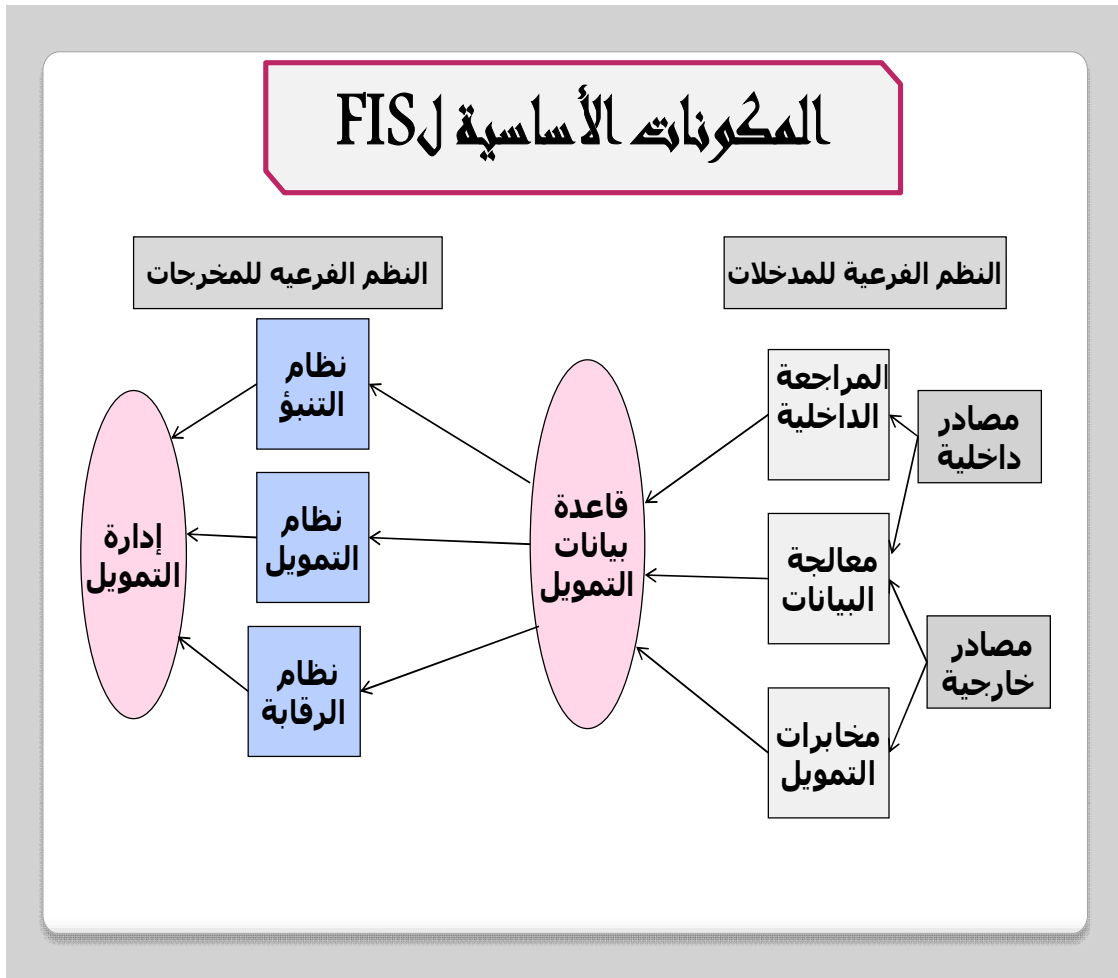 المكونات الأساسية لFIS
النظم الفرعية للمدخلات
النظم الفرعيه للمخرجات
مصادر
داخلية
مصادر
خارجية
المراجعة
الداخلية
معالجة
البيانات
مخابرات
التمويل
قاعدة
بيانات
التمويل
نظام
التنبؤ
نظام
التمويل
نظام
الرقابة
إدارة
التمويل